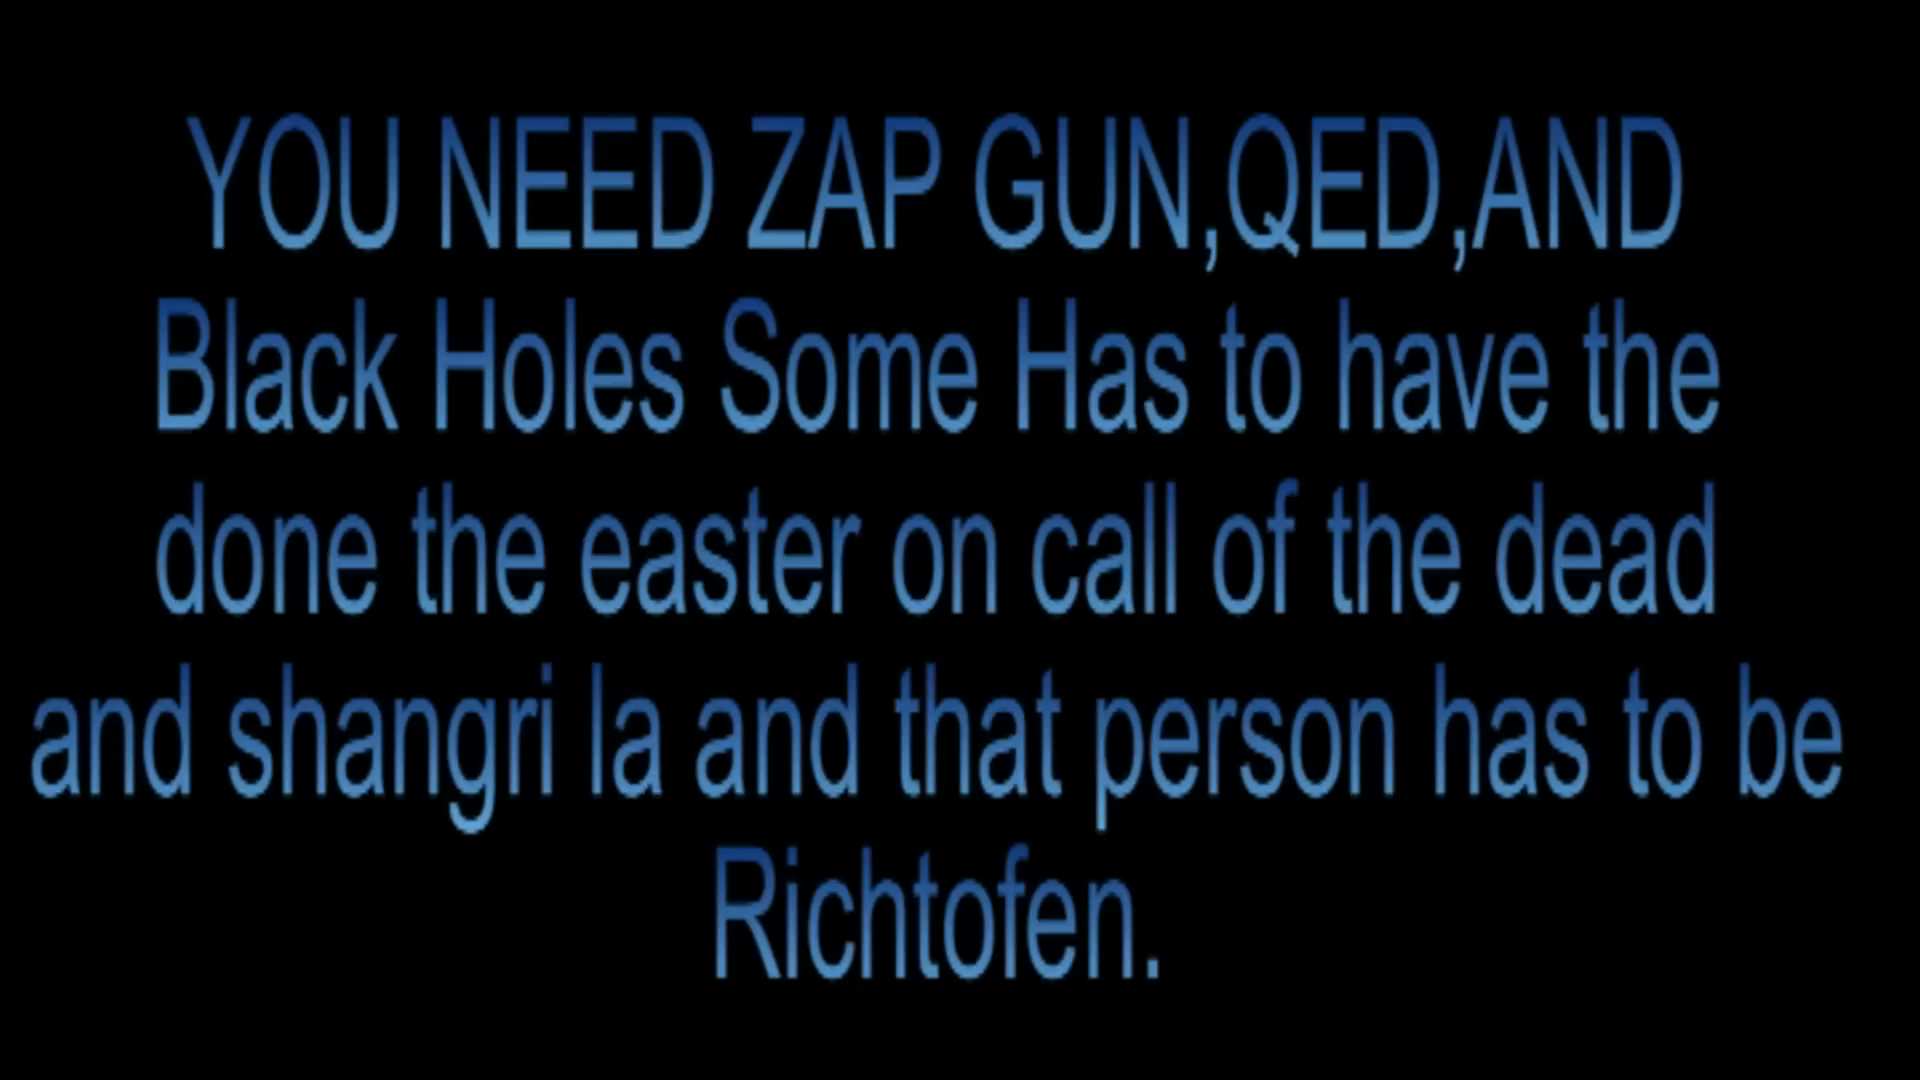 YOU NEED ZAP GUN,QED,AND
Black Holes Some Has to have the
done the easter on call of the dead
and shangri la and that person has to be
Richtofen.